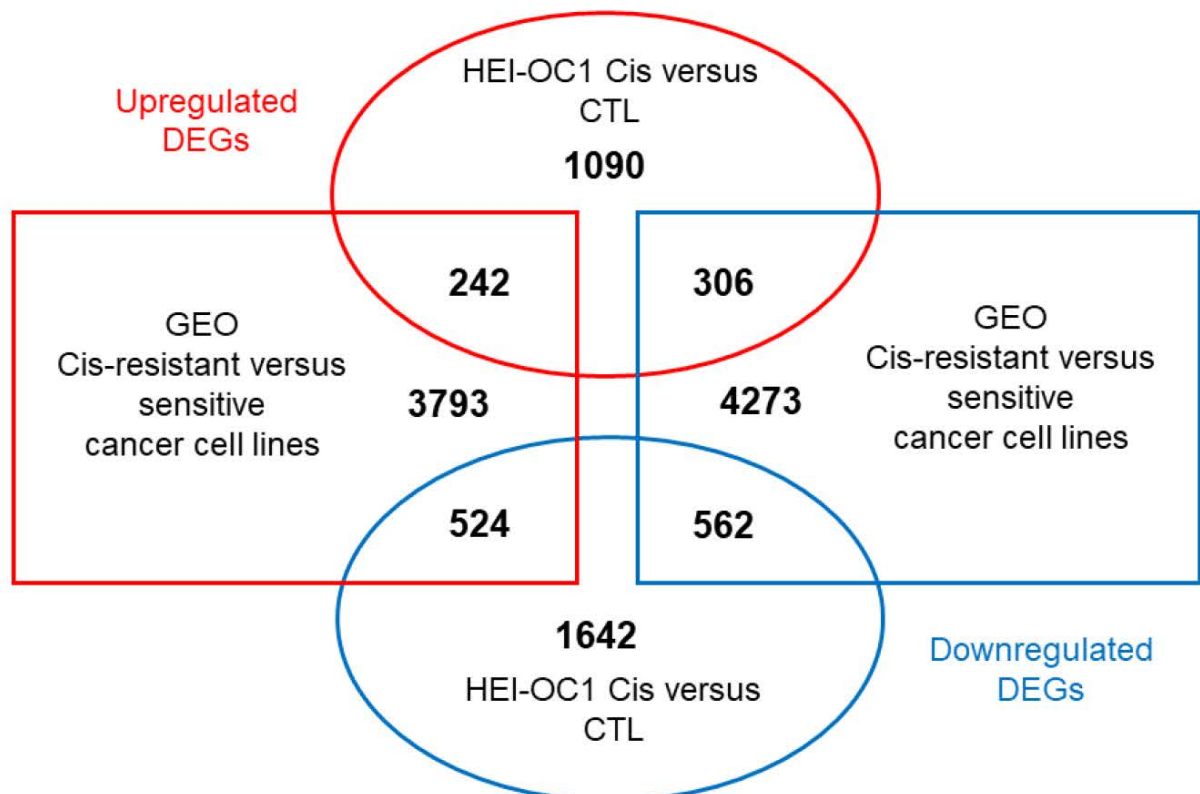 HEI-OC1 Cis versus
CTL
1090
Upregulated
DEGs
242
306
GEO
Cis-resistant versus
sensitive
cancer cell lines
3793
4273
GEO
Cis-resistant versus
sensitive
cancer cell lines
524
562
1642
HEI-OC1 Cis versus
CTL
Downregulated
DEGs